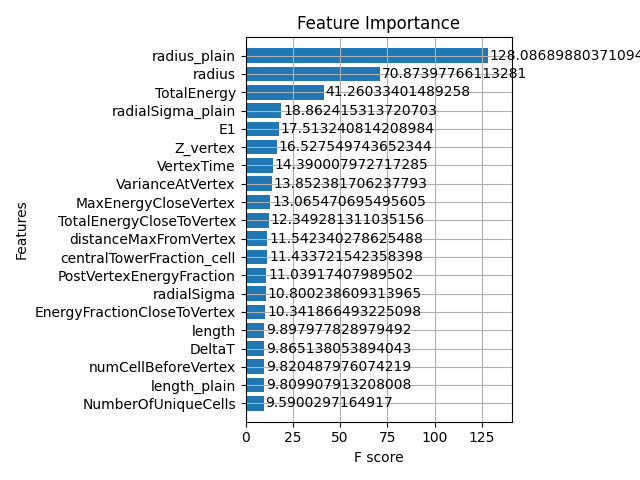 Feature Importance
radius_plain 128.08689880371094
radius 70.87397766113281
TotalEnergy 41.26033401489258
radialSigma_plain 18.862415313720703
E1 17.513240814208984
Z_vertex 16.527549743652344
VertexTime 14.390007972717285
VarianceAtVertex 13.852381706237793
MaxEnergyCloseVertex 13.065470695495605
TotalEnergyCloseToVertex 12.349281311035156
distanceMaxFromVertex 11.542340278625488
centralTowerFraction_cell 11.433721542358398
PostVertexEnergyFraction 11.03917407989502
radialSigma 10.800238609313965
EnergyFractionCloseToVertex 10.341866493225098
length 9.897977828979492
DeltaT 9.865138053894043
numCellBeforeVertex 9.820487976074219
length_plain 9.809907913208008
NumberOfUniqueCells 9.5900297164917
0 25 50 75 100 125
F score
Features